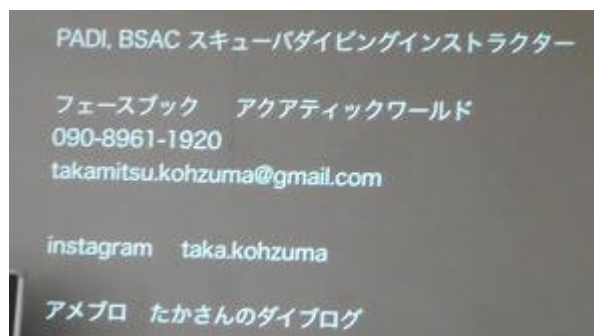 PADI, BSAC スキューバダイビングインストラクター
フェースブック　アクアティックワールド
090-8961-1920
takamitsu.kohzuma@gmail.com
instagram　taka.kohzuma
アメブロ　たかさんのダイブログ